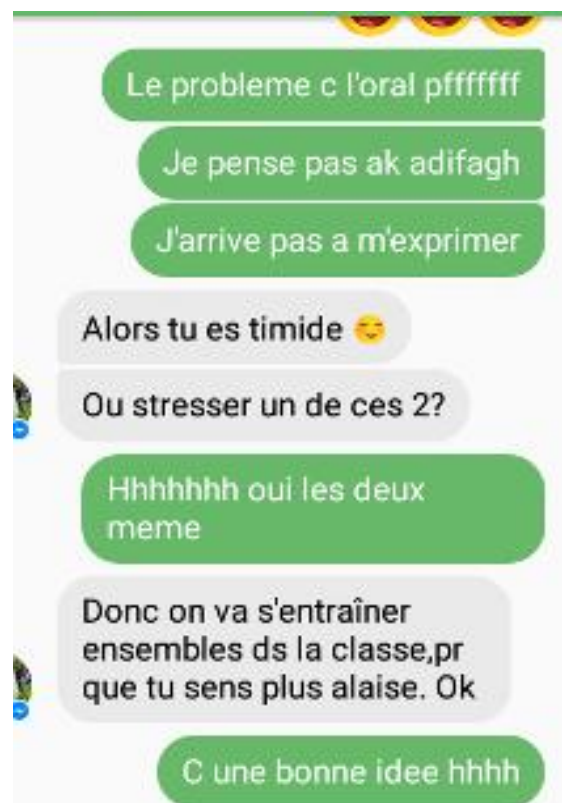 Le probleme c l'oral pfffffff
Je pense pas ak adifagh
J'arrive pas a m'exprimer
Alors tu es timide 😏
Ou stresser un de ces 2?
Hhhhhhh oui les deux
meme
Donc on va s'entraîner
ensembles ds la classe,pr
que tu sens plus alaise. Ok
C une bonne idee hhhh